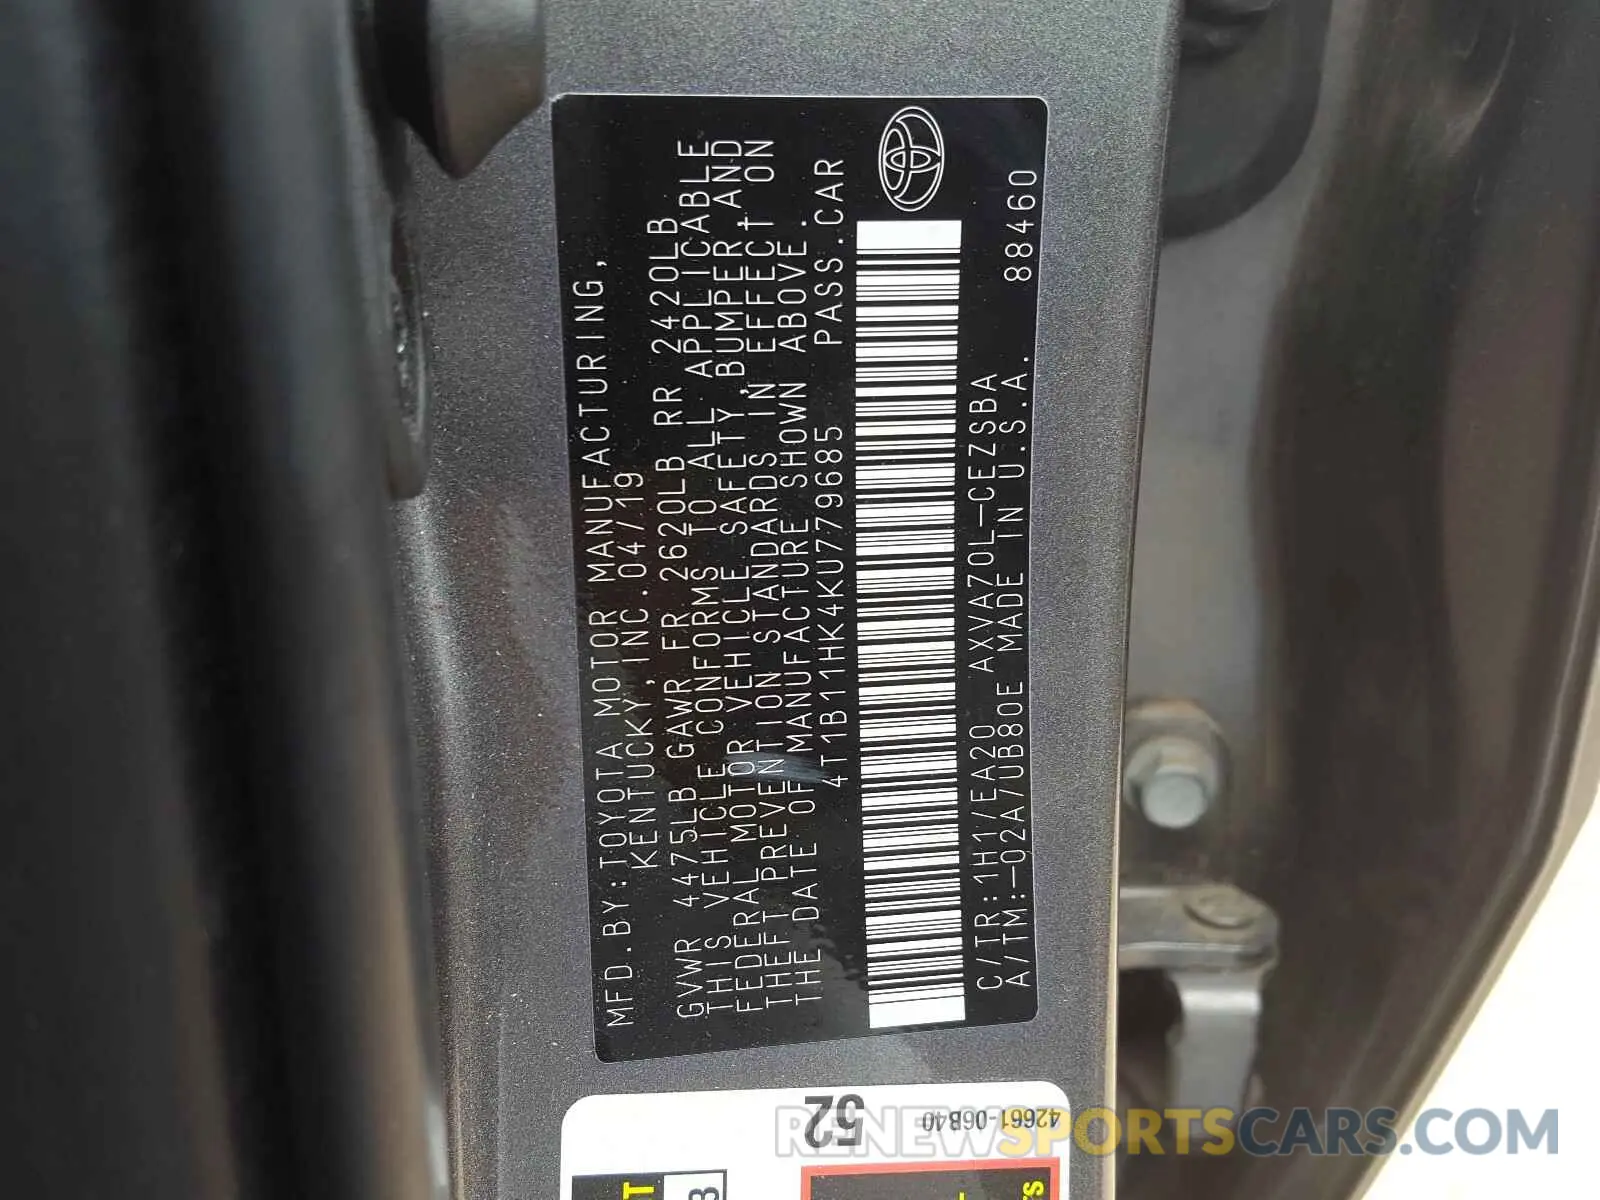 MFD.BY:TOYOTA MOTOR MANUFACTURING,
KENTUCKY,INC.04/19
GVWR 4475LB GAWR FR 2620LB RR 2420LB
THIS VEHICLE CONFORMS TO ALL APPLICABLE
FEDERAL MOTOR VEHICLE SAFETY,BUMPER,AND
THEFT PREVENTION STANDARDS IN EFFECT ON
THE DATE OF MANUFACTURE SHOWN ABOVE.
4T1B11HK4KU779685 PASS.CAR
C/TR:1H1/EA20 AXVA70L-CEZSBA 88460
A/TM:-02A/UB80E MADE IN U.S.A.
52
42661-06B40
RENEWSPORTSCARS.COM